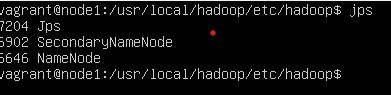 vagrant@node1:/usr/local/hadoop/etc/hadoop$ jps
7204 Jps
6902 SecondaryNameNode
6646 NameNode
vagrant@node1:/usr/local/hadoop/etc/hadoop$